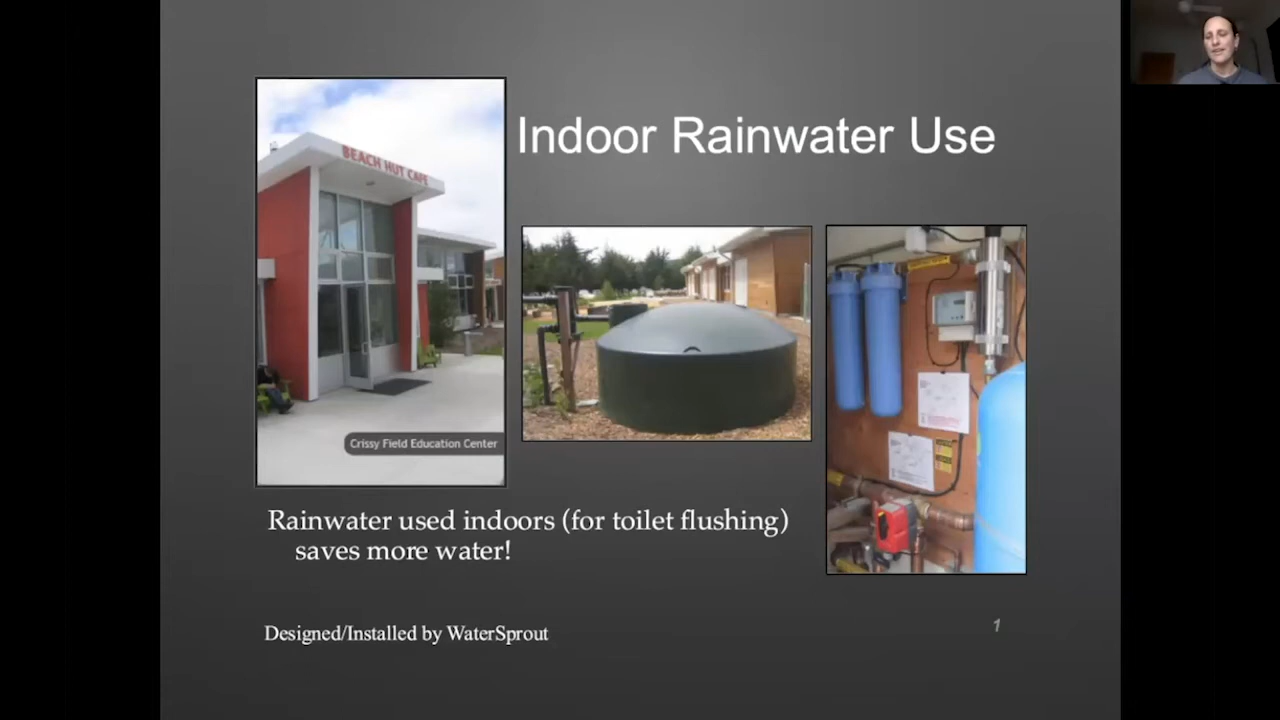 Indoor Rainwater Use
BEACH HUT CAFE
Crissy Field Education Center
Rainwater used indoors (for toilet flushing)
saves more water!
Designed/Installed by WaterSprout
1